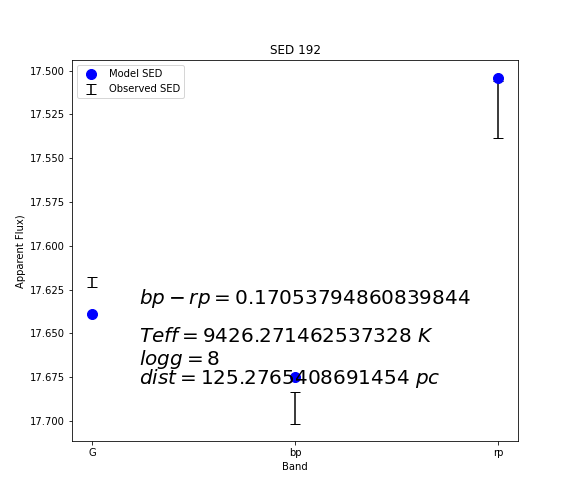 SED 192
17.500
Model SED
Observed SED
17.525
17.550
17.575
17.600
17.625
17.650
17.675
17.700
Apparent Flux)
bp − rp = 0.17053794860839844
Teff = 9426.271462537328 K
logg = 8
dist = 125.2765408691454 pc
G
bp
rp
Band